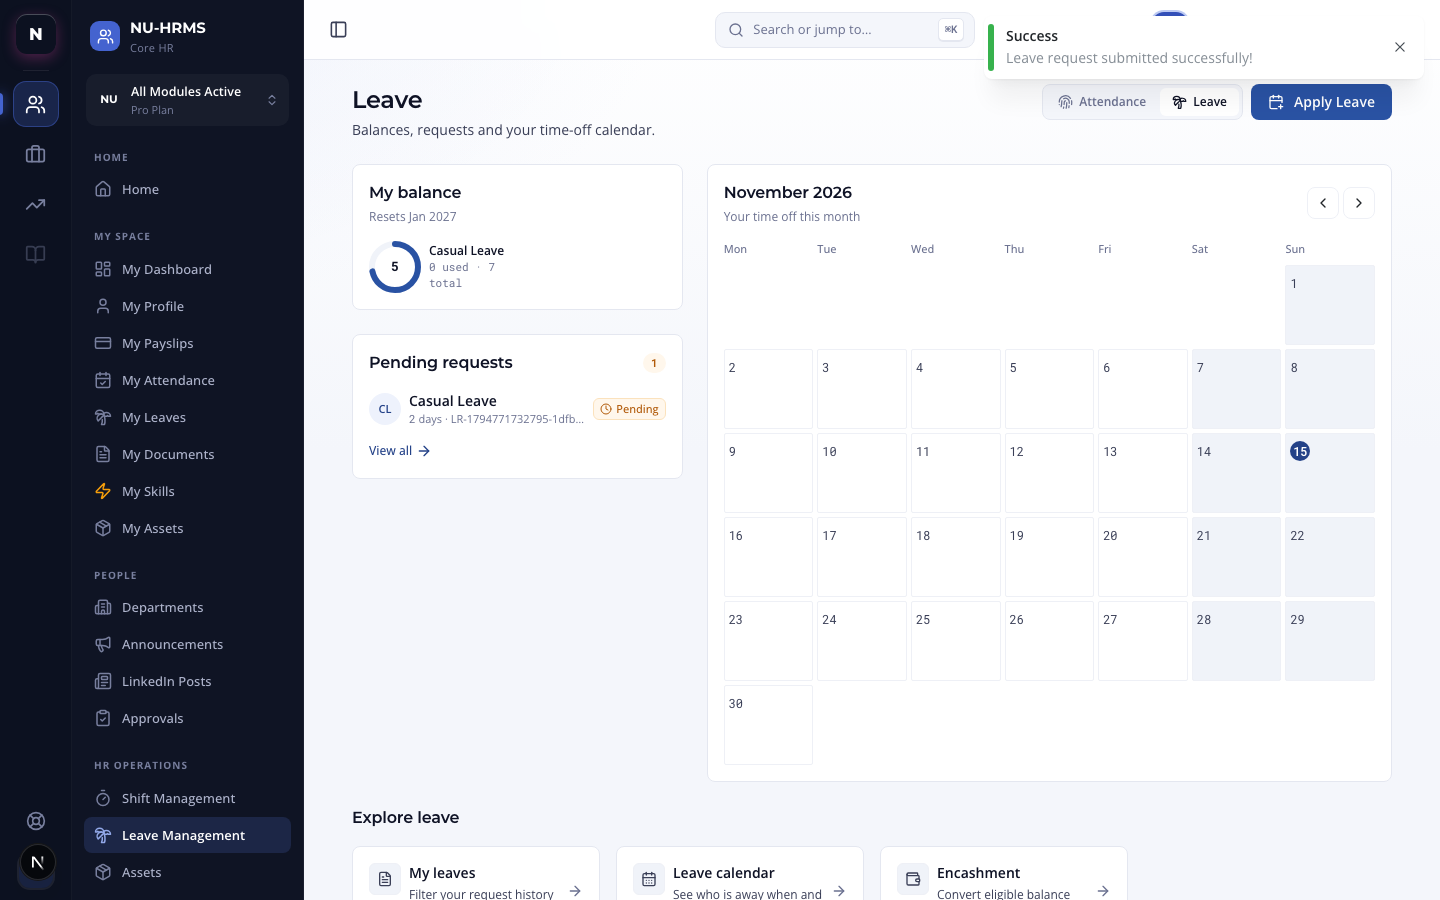 N
NU-HRMS
Core HR
NU
All Modules Active
Pro Plan
HOME
Home
MY SPACE
My Dashboard
My Profile
My Payslips
My Attendance
My Leaves
My Documents
My Skills
My Assets
PEOPLE
Departments
Announcements
LinkedIn Posts
Approvals
HR OPERATIONS
Shift Management
Leave Management
Assets
N
Search or jump to...
⌘K
Success
Leave request submitted successfully!
Leave
Balances, requests and your time-off calendar.
Attendance
Leave
Apply Leave
My balance
Resets Jan 2027
5
Casual Leave
0 used · 7
total
Pending requests
1
CL
Casual Leave
2 days · LR-1794771732795-1dfb...
Pending
View all
November 2026
Your time off this month
Mon Tue Wed Thu Fri Sat Sun
1
2 3 4 5 6 7 8
9 10 11 12 13 14 15
16 17 18 19 20 21 22
23 24 25 26 27 28 29
30
Explore leave
My leaves
Filter your request history
Leave calendar
See who is away when and
Encashment
Convert eligible balance